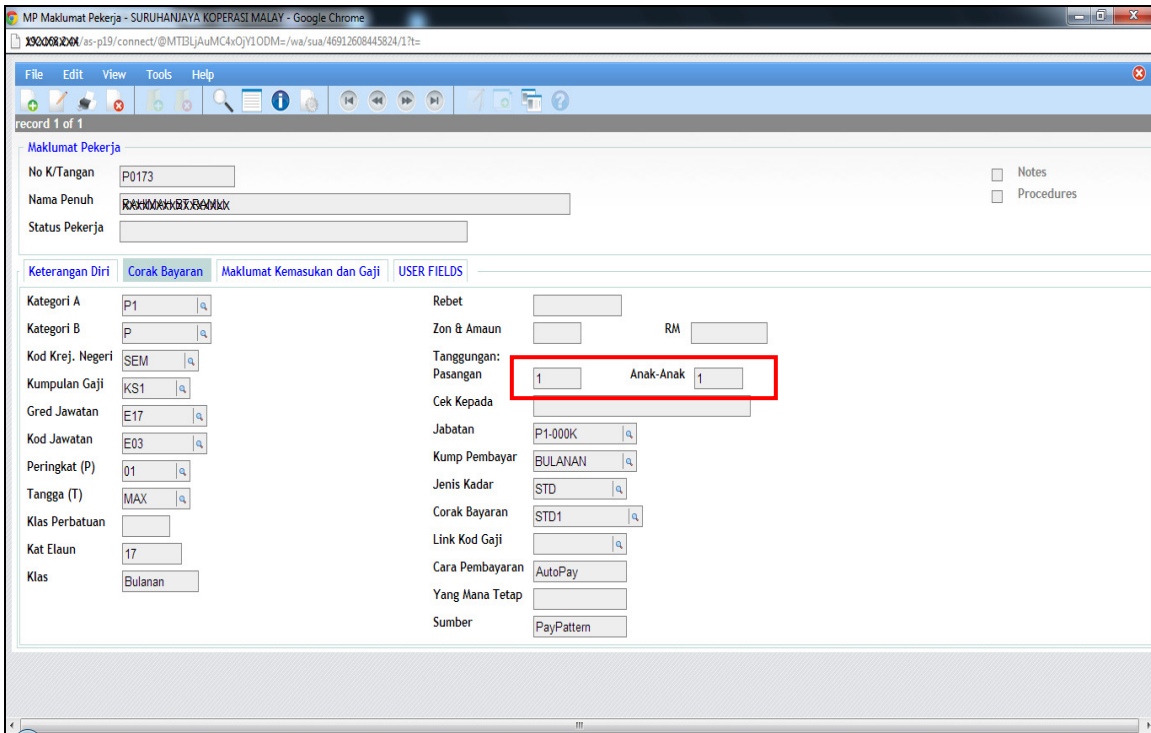 MP Maklumat Pekerja - SURUHANJAYA KOPERASI MALAY - Google Chrome
/as-p19/connect/@MTI3LjAuMC4xOjY1ODM=/wa/sua/46912608445824/1?t=
File Edit View Tools Help
record 1 of 1
Maklumat Pekerja
No K/Tangan P0173
Notes
Nama Penuh
Procedures
Status Pekerja
Keterangan Diri Corak Bayaran Maklumat Kemasukan dan Gaji USER FIELDS
Kategori A P1
Kategori B P
Kod Krej. Negeri SEM
Kumpulan Gaji KS1
Gred Jawatan E17
Kod Jawatan E03
Peringkat (P) 01
Tangga (T) MAX
Klas Perbatuan
Kat Elaun 17
Klas Bulanan
Rebet
Zon & Amaun RM
Tanggungan:
Pasangan 1 Anak-Anak 1
Cek Kepada
Jabatan P1-000K
Kump Pembayar BULANAN
Jenis Kadar STD
Corak Bayaran STD1
Link Kod Gaji
Cara Pembayaran AutoPay
Yang Mana Tetap
Sumber PayPattern